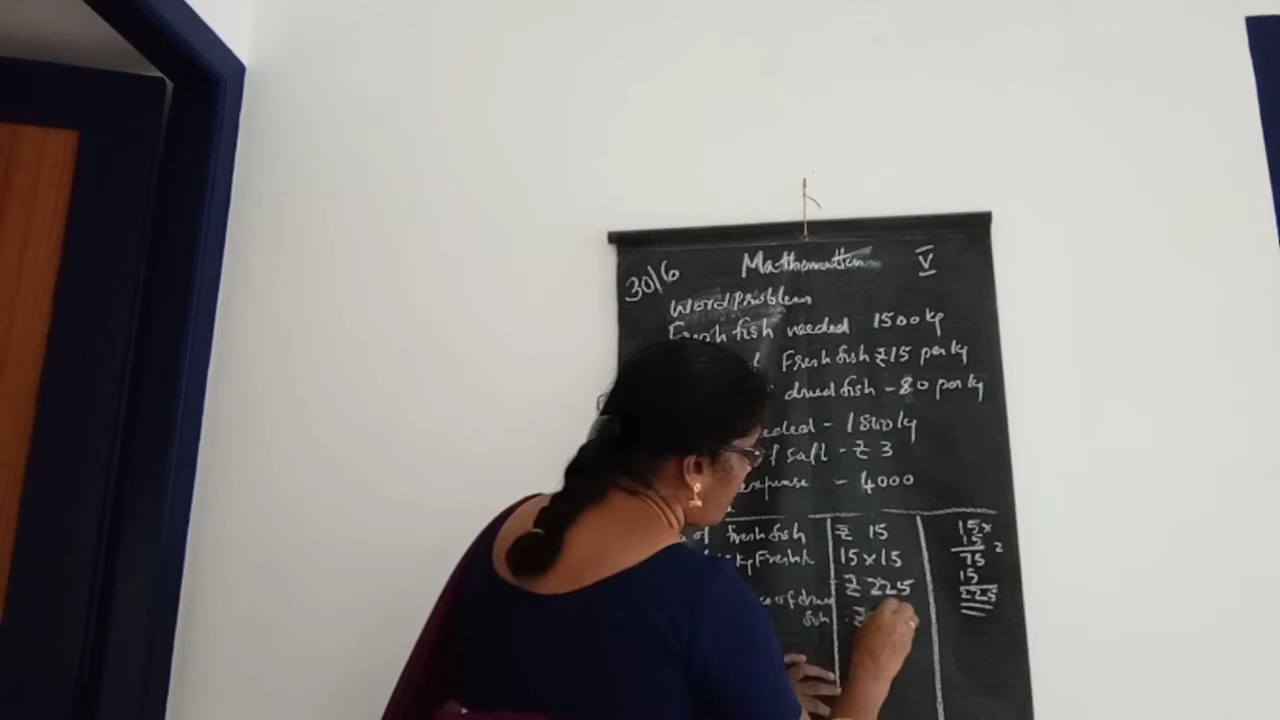 30/6 Mathematics V
Word Problem
Fresh fish needed 1500 kg
Fresh fish ₹15 per kg
dried fish - 80 per kg
- 1800 kg
of salt - ₹ 3
expense - 4000
of fresh fish ₹ 15
kg Fresh 15 × 15
₹ 225
of dried
fish ₹
15 ×
15
75
15
225